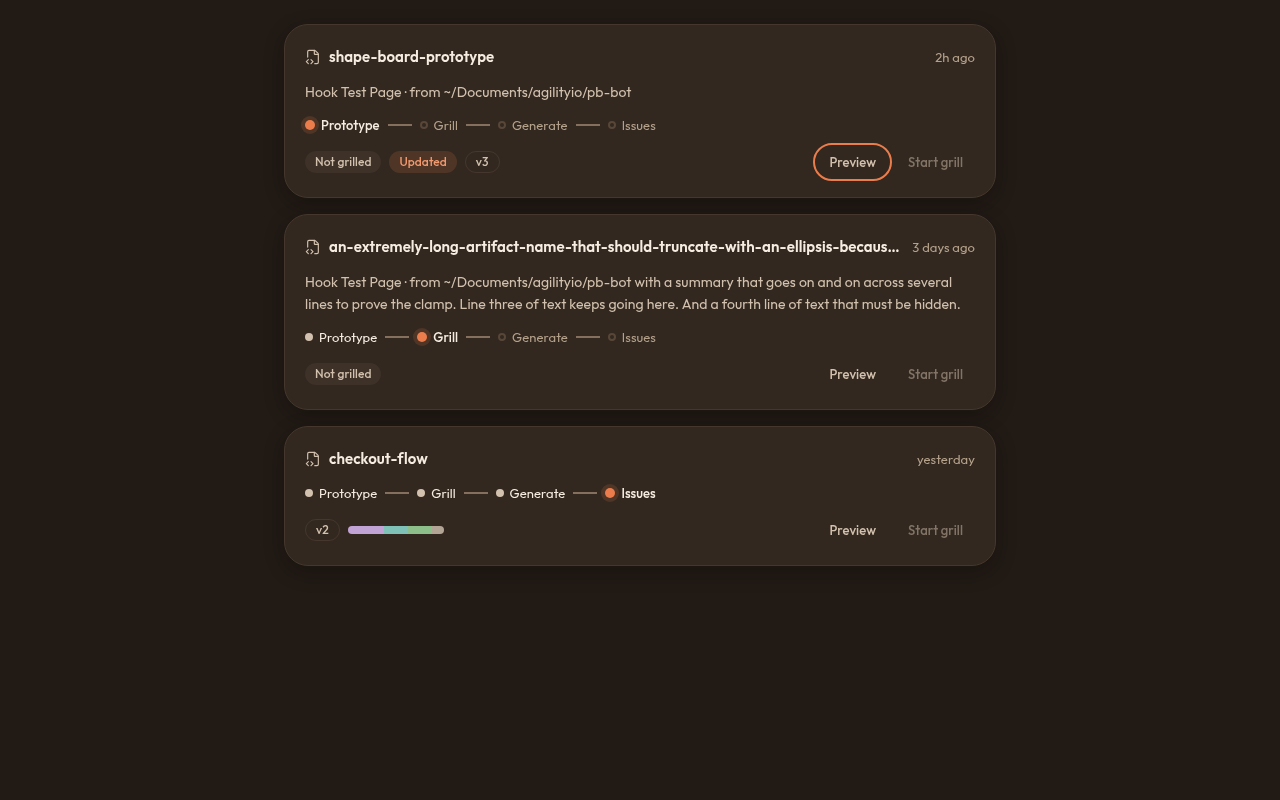 shape-board-prototype 2h ago
Hook Test Page · from ~/Documents/agilityio/pb-bot
Prototype Grill Generate Issues
Not grilled Updated v3 Preview Start grill
an-extremely-long-artifact-name-that-should-truncate-with-an-ellipsis-becaus... 3 days ago
Hook Test Page · from ~/Documents/agilityio/pb-bot with a summary that goes on and on across several
lines to prove the clamp. Line three of text keeps going here. And a fourth line of text that must be hidden.
Prototype Grill Generate Issues
Not grilled Preview Start grill
checkout-flow yesterday
Prototype Grill Generate Issues
v2 Preview Start grill